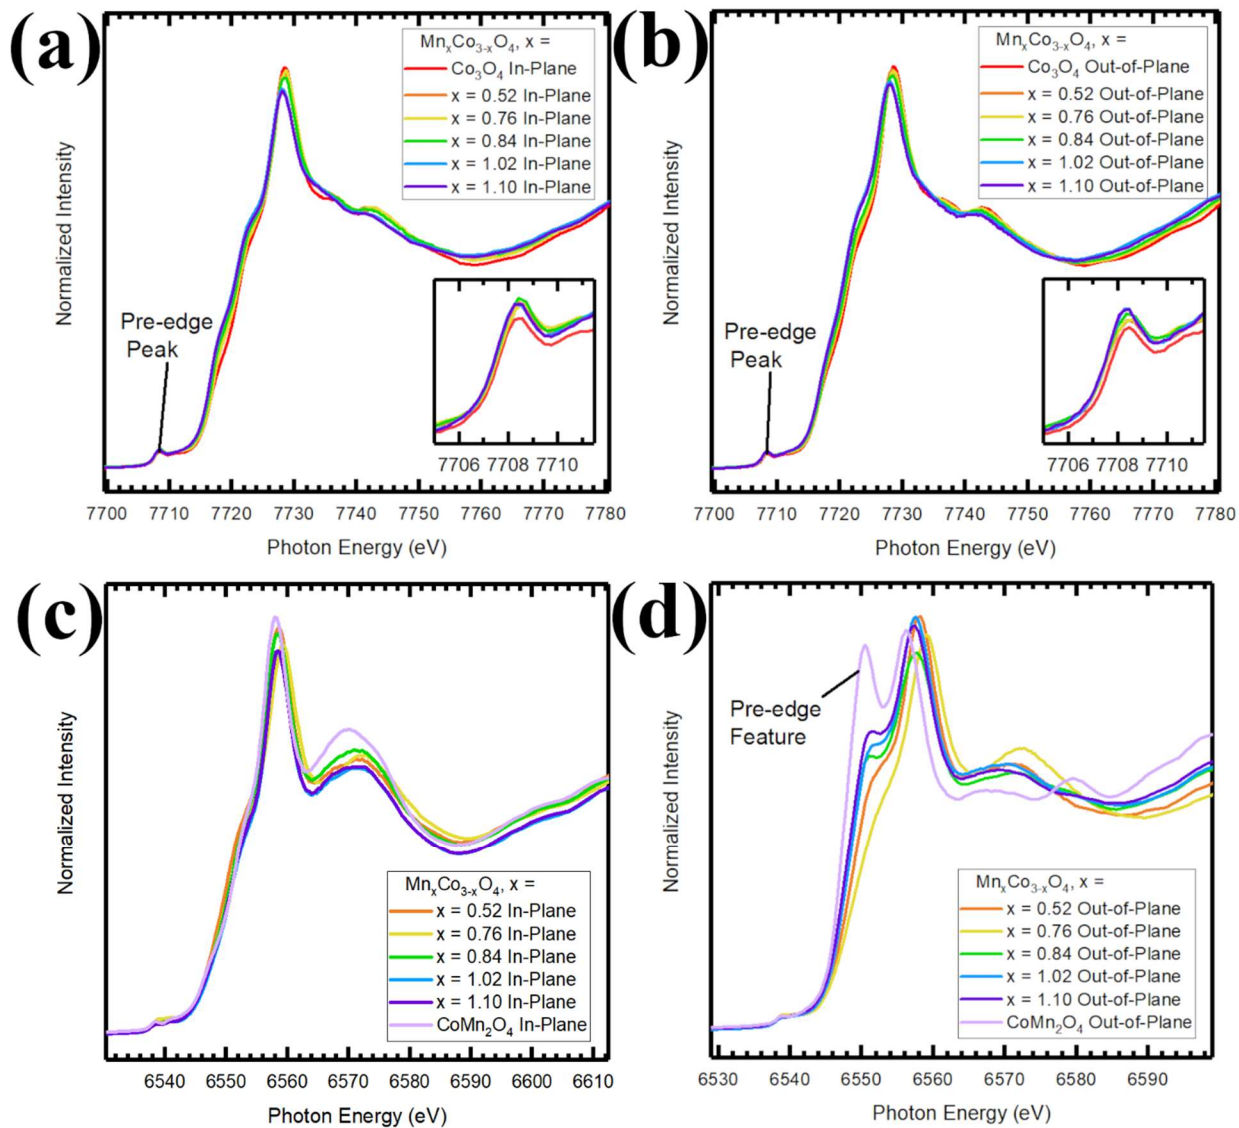 (a)
Normalized Intensity
MnₓCo₃₋ₓO₄, x =
Co₃O₄ In-Plane
x = 0.52 In-Plane
x = 0.76 In-Plane
x = 0.84 In-Plane
x = 1.02 In-Plane
x = 1.10 In-Plane
Pre-edge
Peak
7706 7708 7710
7700 7710 7720 7730 7740 7750 7760 7770 7780
Photon Energy (eV)
(b)
Normalized Intensity
MnₓCo₃₋ₓO₄, x =
Co₃O₄ Out-of-Plane
x = 0.52 Out-of-Plane
x = 0.76 Out-of-Plane
x = 0.84 Out-of-Plane
x = 1.02 Out-of-Plane
x = 1.10 Out-of-Plane
Pre-edge
Peak
7706 7708 7710
7700 7710 7720 7730 7740 7750 7760 7770 7780
Photon Energy (eV)
(c)
Normalized Intensity
MnₓCo₃₋ₓO₄, x =
x = 0.52 In-Plane
x = 0.76 In-Plane
x = 0.84 In-Plane
x = 1.02 In-Plane
x = 1.10 In-Plane
CoMn₂O₄ In-Plane
6540 6550 6560 6570 6580 6590 6600 6610
Photon Energy (eV)
(d)
Normalized Intensity
Pre-edge
Feature
MnₓCo₃₋ₓO₄, x =
x = 0.52 Out-of-Plane
x = 0.76 Out-of-Plane
x = 0.84 Out-of-Plane
x = 1.02 Out-of-Plane
x = 1.10 Out-of-Plane
CoMn₂O₄ Out-of-Plane
6530 6540 6550 6560 6570 6580 6590
Photon Energy (eV)